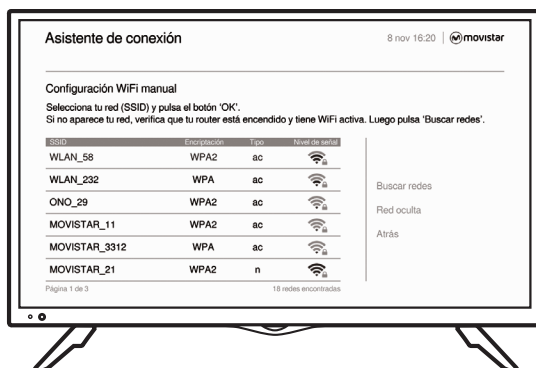 Asistente de conexión
8 nov 16:20 | movistar
Configuración WiFi manual
Selecciona tu red (SSID) y pulsa el botón ‘OK’.
Si no aparece tu red, verifica que tu router está encendido y tiene WiFi activa. Luego pulsa ‘Buscar redes’.
SSID Encriptación Tipo Nivel de señal
WLAN_58 WPA2 ac
WLAN_232 WPA ac
ONO_29 WPA2 ac
MOVISTAR_11 WPA2 ac
MOVISTAR_3312 WPA ac
MOVISTAR_21 WPA2 n
Página 1 de 3 18 redes encontradas
Buscar redes
Red oculta
Atrás